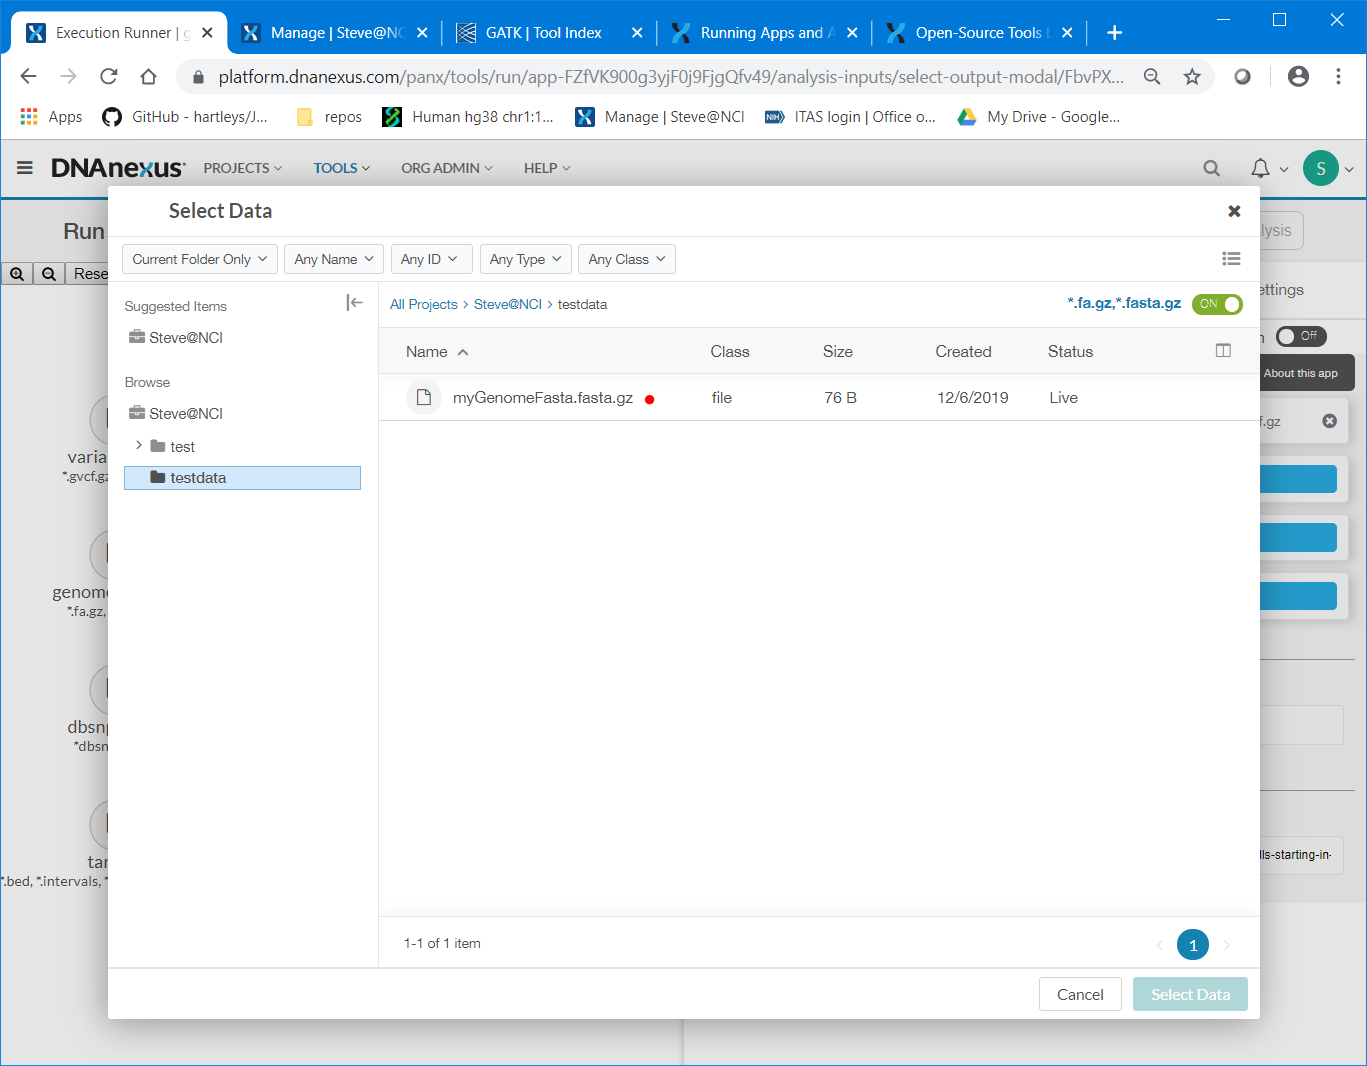 Execution Runner | g
Manage | Steve@NC
GATK | Tool Index
Running Apps and A
Open-Source Tools
platform.dnanexus.com/panx/tools/run/app-FZfVK900g3yjF0j9FjgQfv49/analysis-inputs/select-output-modal/FbvPX...
Apps
GitHub - hartleys/J...
repos
Human hg38 chr1:1...
Manage | Steve@NCI
NIH
ITAS login | Office o...
My Drive - Google...
DNAnexus
PROJECTS
TOOLS
ORG ADMIN
HELP
S
Run
lysis
Select Data
Rese
Current Folder Only
Any Name
Any ID
Any Type
Any Class
ettings
Suggested Items
Steve@NCI
Browse
Steve@NCI
test
testdata
All Projects > Steve@NCI > testdata
*.fa.gz,*.fasta.gz
ON
Off
Name
Class
Size
Created
Status
myGenomeFasta.fasta.gz
file
76 B
12/6/2019
Live
About this app
f.gz
varia
*.gvcf.gz
genome
*.fa.gz,
dbsnp
*dbsn
tar
*.bed, *.intervals, *
lls-starting-in-
1-1 of 1 item
1
Cancel
Select Data